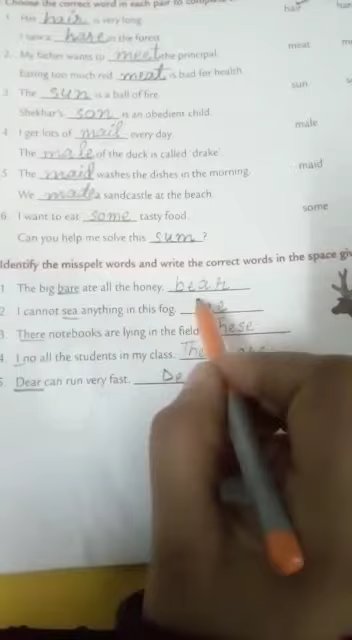 Choose the correct word in each pair to
1. Her hair is very long. hair
I saw a hare in the forest.
2. My father wants to meet the principal. meat
Eating too much red meat is bad for health.
3. The sun is a ball of fire. sun
Shekhar's son is an obedient child.
4. I get lots of mail every day. male
The male of the duck is called 'drake'.
5. The maid washes the dishes in the morning. maid
We made a sandcastle at the beach.
6. I want to eat some tasty food. some
Can you help me solve this sum?
Identify the misspelt words and write the correct words in the space
1 The big bare ate all the honey. bear
2 I cannot sea anything in this fog.
3. There notebooks are lying in the field. these
4. I no all the students in my class.
5. Dear can run very fast. De